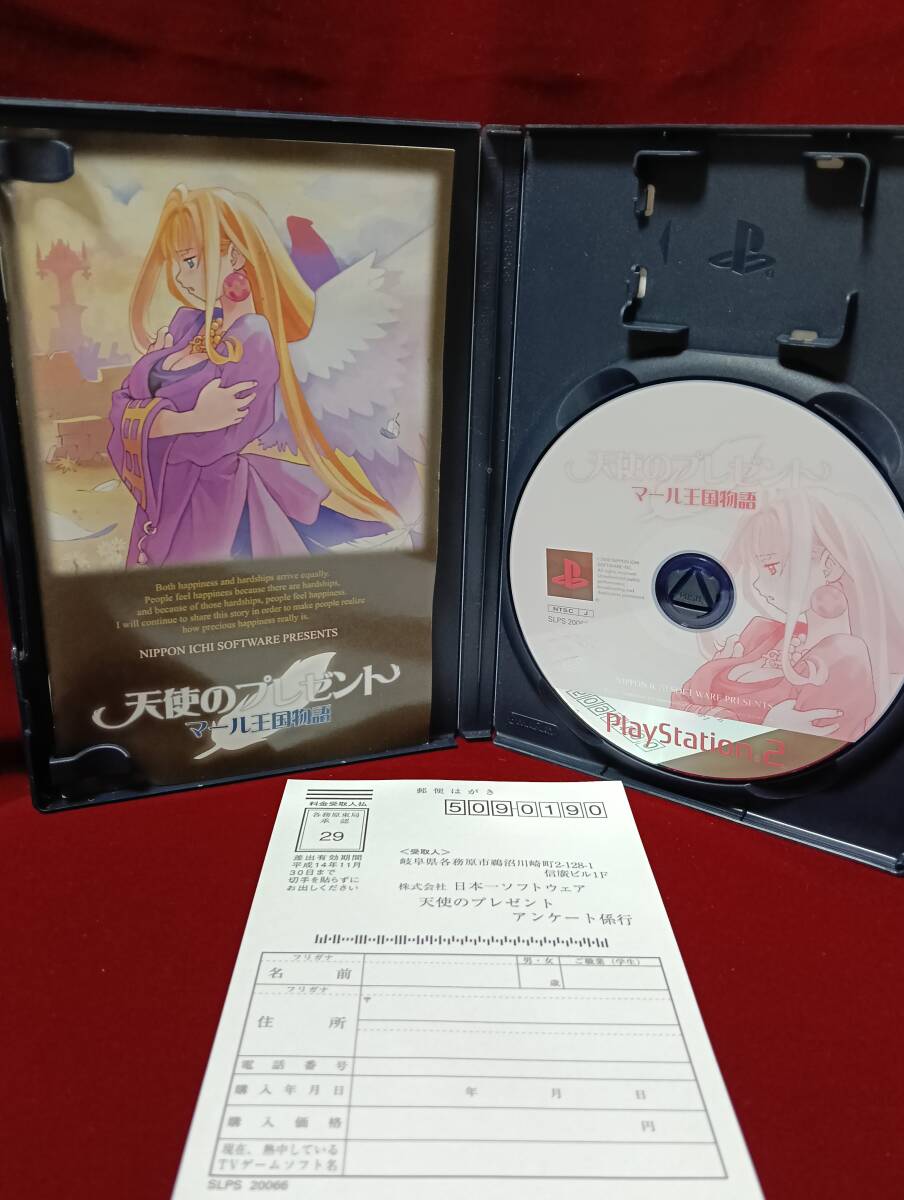 Both happiness and hardships arrive equally.
People feel happiness because there are hardships,
and because of those hardships, people feel happiness.
I will continue to share this story in order to make people realize
how precious happiness really is.
NIPPON ICHI SOFTWARE PRESENTS
天使のプレゼント
マール王国物語
天使のプレゼント
マール王国物語
NTSC J
SLPS 2006
NIPPON ICHI SOFTWARE PRESENTS
PlayStation 2
郵便はがき
料金受取人払
各務原東局
承認
29
差出有効期間
平成14年11月
30日まで
切手を貼らずに
お出しください
5090190
<受取人>
岐阜県各務原市鵜沼川崎町2-128-1
信廣ビル1F
株式会社 日本一ソフトウェア
天使のプレゼント
アンケート係行
フリガナ
名前
男・女
歳
ご職業(学生)
フリガナ
住所
〒
電話番号
購入年月日
年 月 日
購入価格
円
現在、熱中している
TVゲームソフト名
SLPS 20066